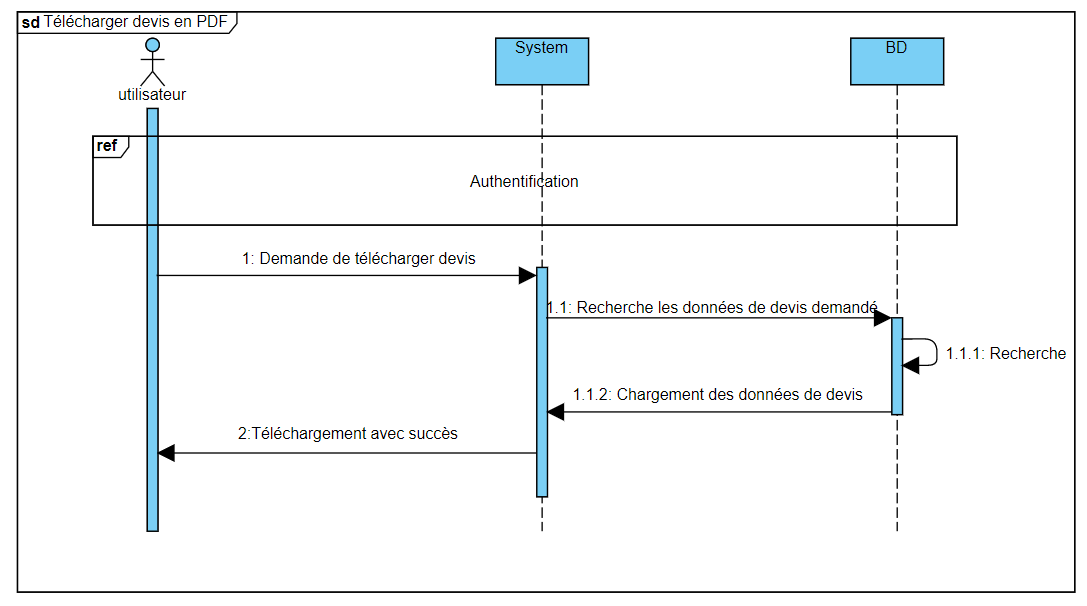 sd Télécharger devis en PDF
System
BD
utilisateur
ref
Authentification
1: Demande de télécharger devis
1.1: Recherche les données de devis demandé
1.1.1: Recherche
1.1.2: Chargement des données de devis
2:Téléchargement avec succès